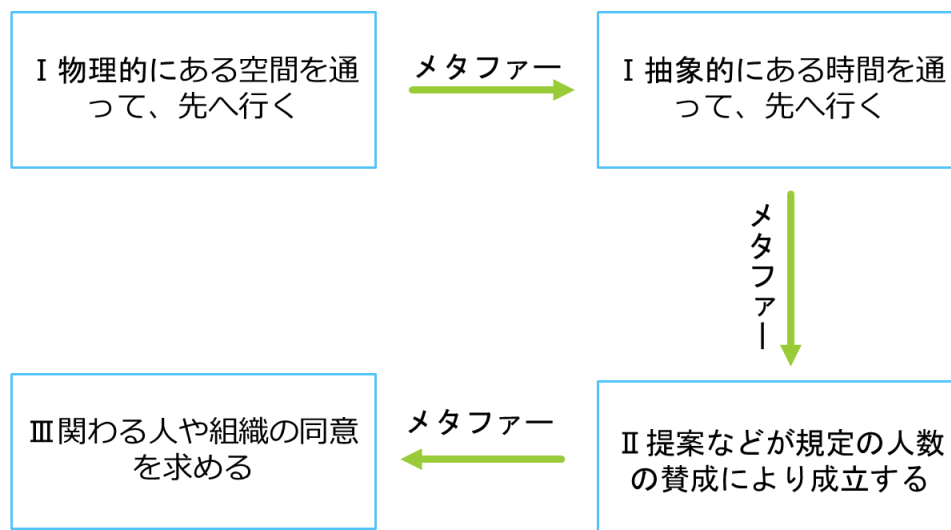 Ⅰ物理的にある空間を通
って、先へ行く
メタファー
Ⅰ抽象的にある時間を通
って、先へ行く
メタファー
Ⅲ関わる人や組織の同意
を求める
メタファー
Ⅱ提案などが規定の人数
の賛成により成立する